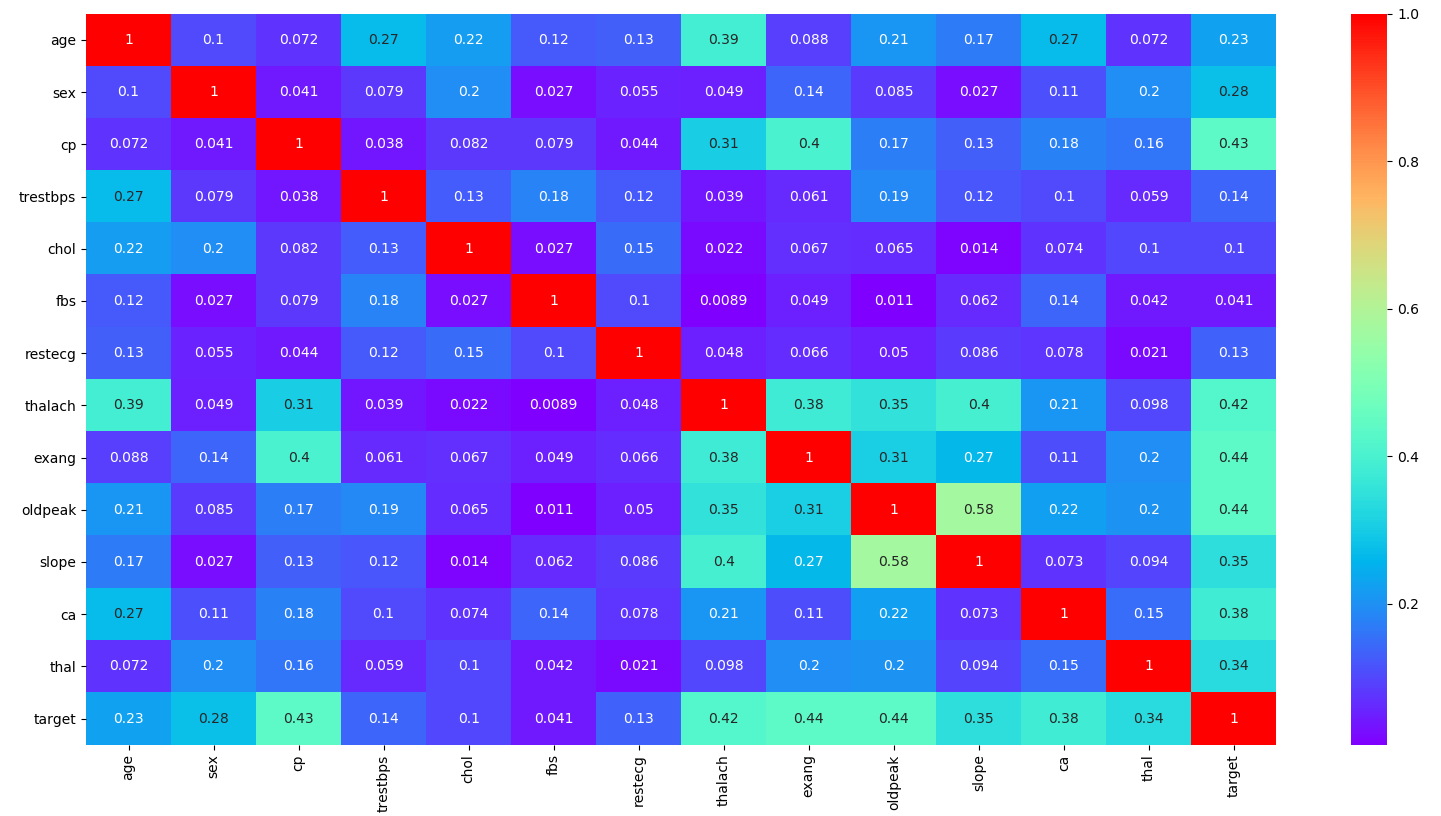 age 1 0.1 0.072 0.27 0.22 0.12 0.13 0.39 0.088 0.21 0.17 0.27 0.072 0.23
sex 0.1 1 0.041 0.079 0.2 0.027 0.055 0.049 0.14 0.085 0.027 0.11 0.2 0.28
cp 0.072 0.041 1 0.038 0.082 0.079 0.044 0.31 0.4 0.17 0.13 0.18 0.16 0.43
trestbps 0.27 0.079 0.038 1 0.13 0.18 0.12 0.039 0.061 0.19 0.12 0.1 0.059 0.14
chol 0.22 0.2 0.082 0.13 1 0.027 0.15 0.022 0.067 0.065 0.014 0.074 0.1 0.1
fbs 0.12 0.027 0.079 0.18 0.027 1 0.1 0.0089 0.049 0.011 0.062 0.14 0.042 0.041
restecg 0.13 0.055 0.044 0.12 0.15 0.1 1 0.048 0.066 0.05 0.086 0.078 0.021 0.13
thalach 0.39 0.049 0.31 0.039 0.022 0.0089 0.048 1 0.38 0.35 0.4 0.21 0.098 0.42
exang 0.088 0.14 0.4 0.061 0.067 0.049 0.066 0.38 1 0.31 0.27 0.11 0.2 0.44
oldpeak 0.21 0.085 0.17 0.19 0.065 0.011 0.05 0.35 0.31 1 0.58 0.22 0.2 0.44
slope 0.17 0.027 0.13 0.12 0.014 0.062 0.086 0.4 0.27 0.58 1 0.073 0.094 0.35
ca 0.27 0.11 0.18 0.1 0.074 0.14 0.078 0.21 0.11 0.22 0.073 1 0.15 0.38
thal 0.072 0.2 0.16 0.059 0.1 0.042 0.021 0.098 0.2 0.2 0.094 0.15 1 0.34
target 0.23 0.28 0.43 0.14 0.1 0.041 0.13 0.42 0.44 0.44 0.35 0.38 0.34 1
age sex cp trestbps chol fbs restecg thalach exang oldpeak slope ca thal target
1.0
0.8
0.6
0.4
0.2